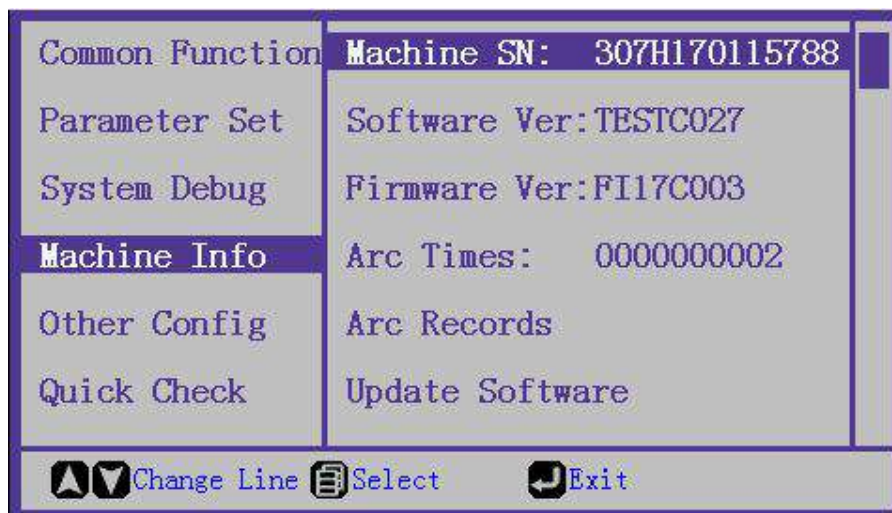 Common Function
Parameter Set
System Debug
Machine Info
Other Config
Quick Check
Machine SN: 307H170115788
Software Ver:TESTC027
Firmware Ver:FI17C003
Arc Times: 0000000002
Arc Records
Update Software
Change Line Select Exit